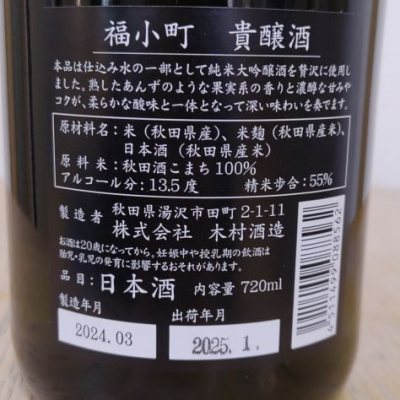 福小町　貴醸酒
本品は仕込み水の一部として純米大吟醸酒を贅沢に使用し
ました。熟したあんずのような果実系の香りと濃醇な甘みや
コクが、柔らかな酸味と一体となって深い味わいを奏でます。
原材料名：米（秋田県産）、米麹（秋田県産米）、
日本酒（秋田県産米）
原料米：秋田酒こまち100％
アルコール分：13.5度　精米歩合：55％
製造者　秋田県湯沢市田町2-1-11
株式会社　木村酒造
お酒は20歳になってから。妊娠中や授乳期の飲酒は
胎児・乳児の発育に影響するおそれがあります。
品目：日本酒　内容量 720ml
製造年月　出荷年月
2024.03　2025.1.
4511499088562